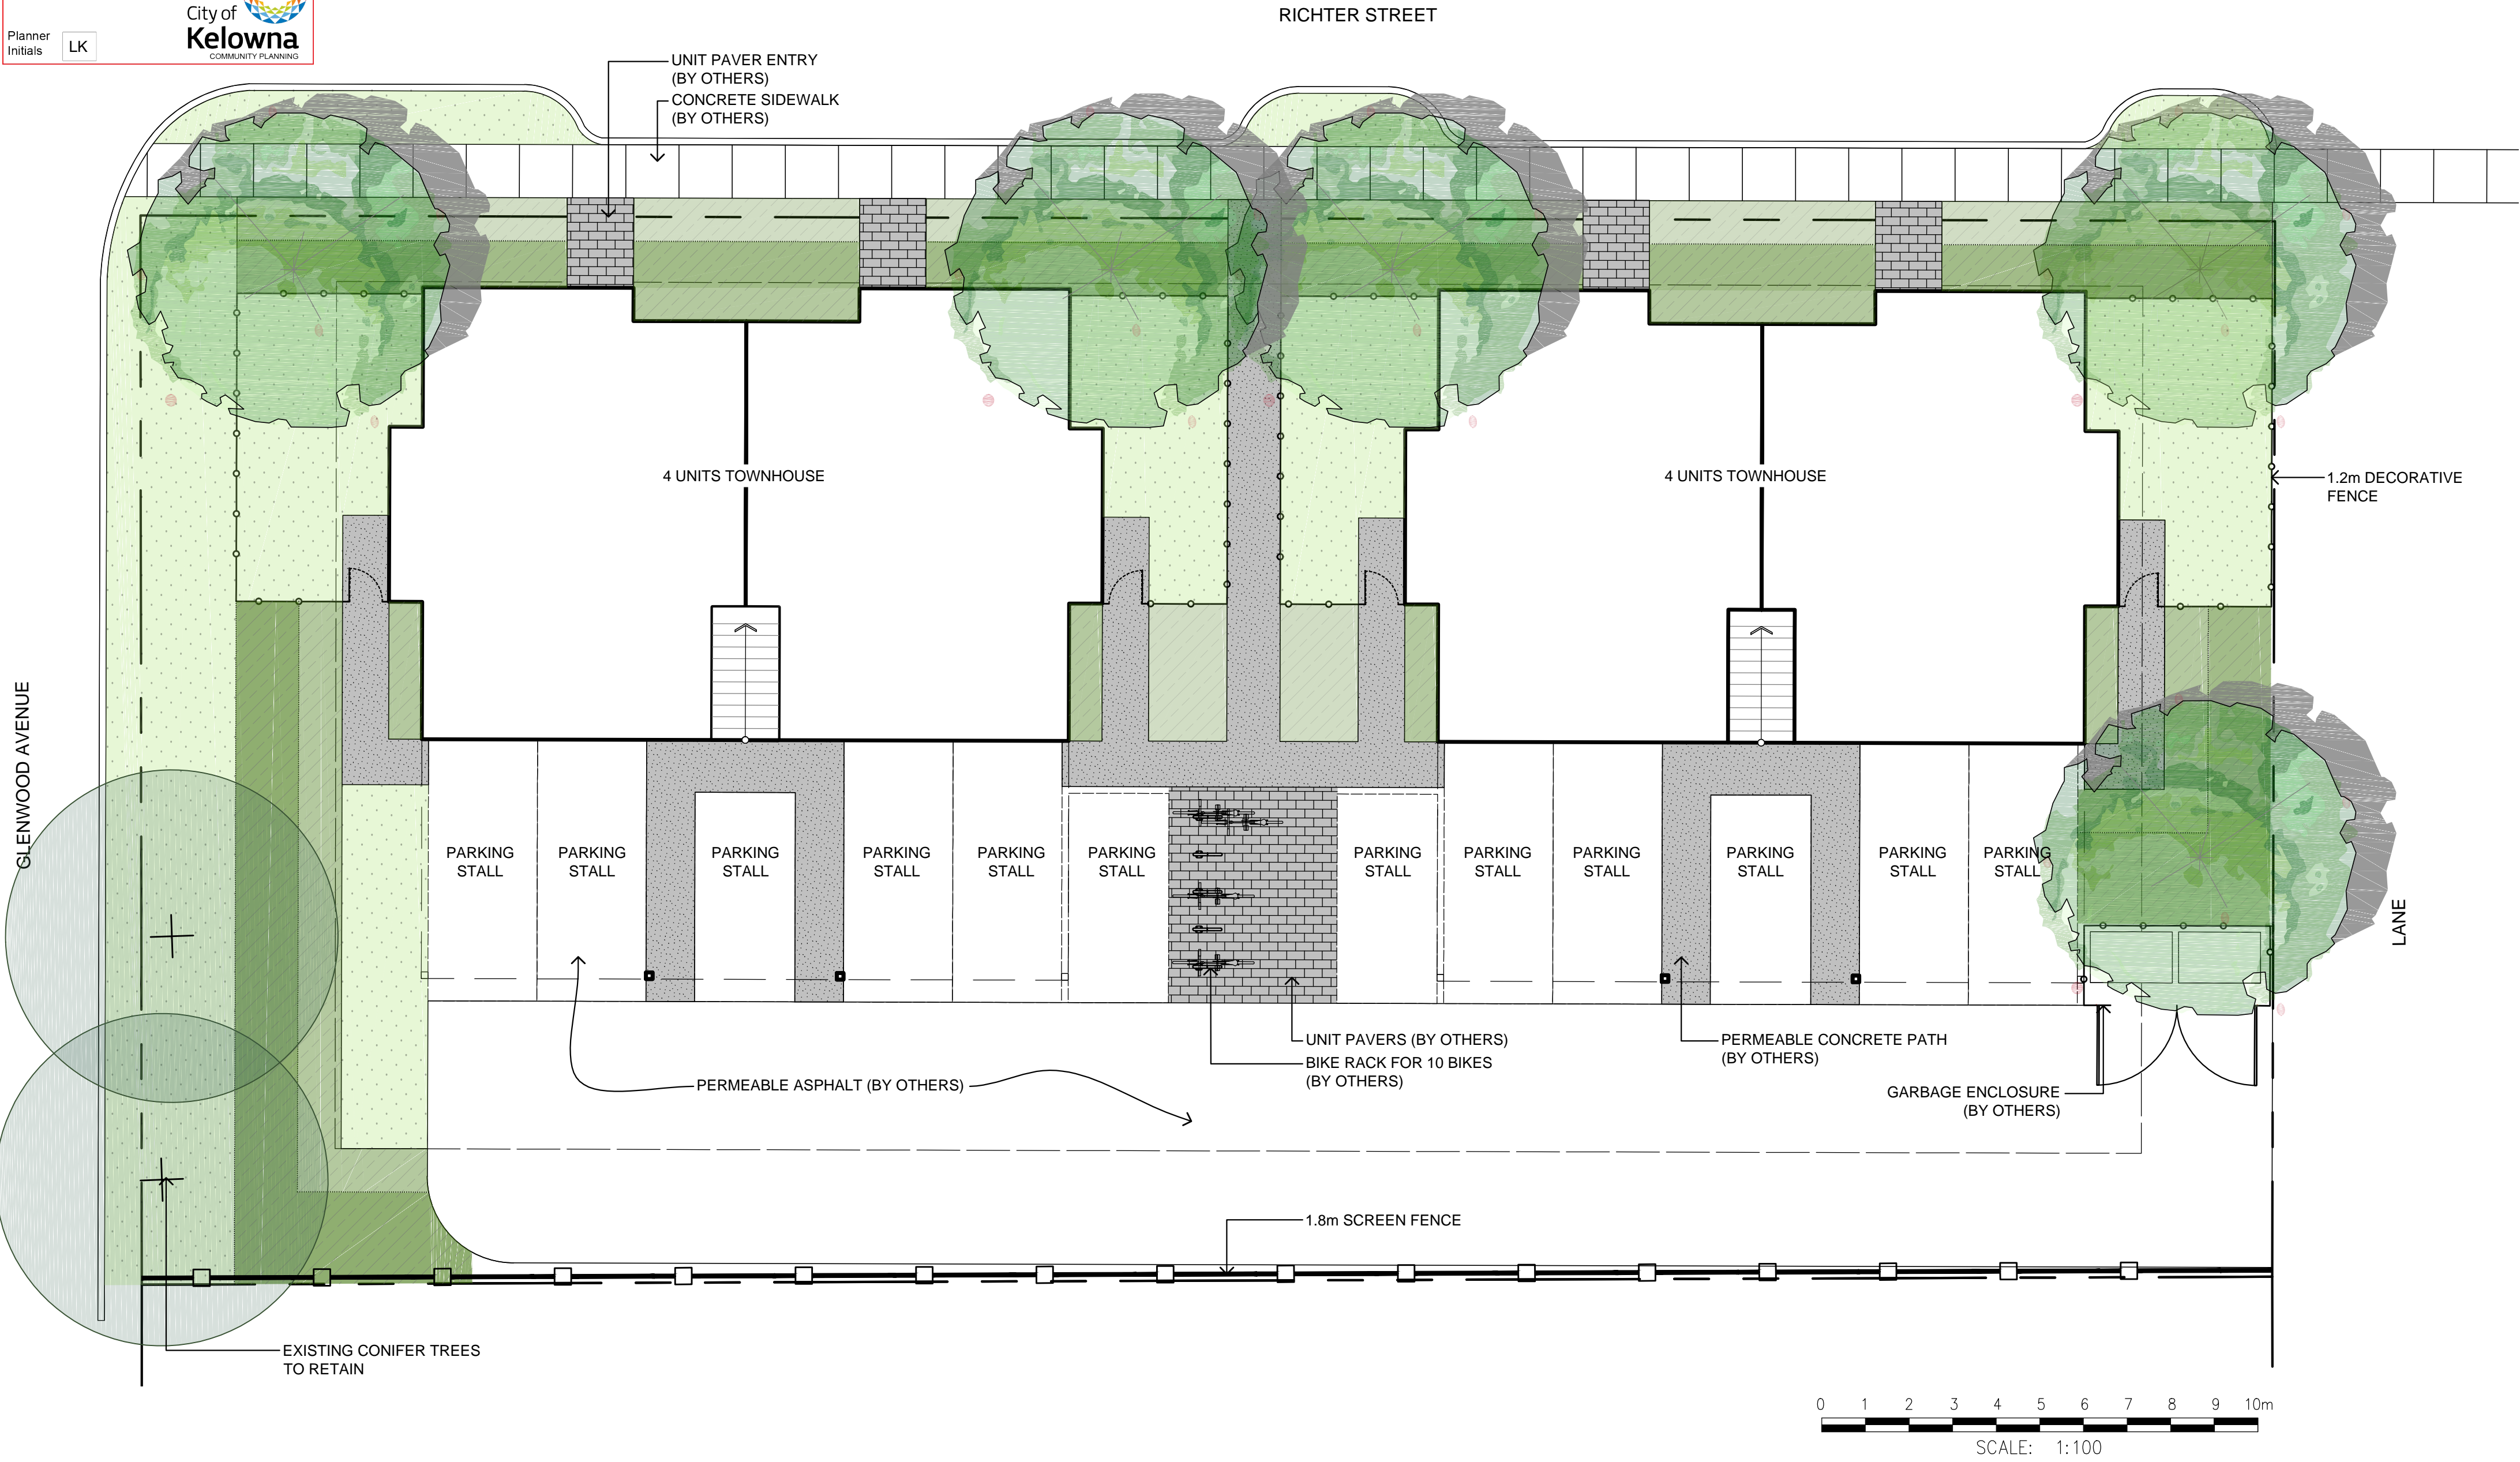 City of
Kelowna
COMMUNITY PLANNING
Planner
Initials
LK
RICHTER STREET
UNIT PAVER ENTRY
(BY OTHERS)
CONCRETE SIDEWALK
(BY OTHERS)
4 UNITS TOWNHOUSE
4 UNITS TOWNHOUSE
1.2m DECORATIVE
FENCE
GLENWOOD AVENUE
PARKING
STALL
PARKING
STALL
PARKING
STALL
PARKING
STALL
PARKING
STALL
PARKING
STALL
PARKING
STALL
PARKING
STALL
PARKING
STALL
PARKING
STALL
PARKING
STALL
PARKING
STALL
LANE
UNIT PAVERS (BY OTHERS)
BIKE RACK FOR 10 BIKES
(BY OTHERS)
PERMEABLE CONCRETE PATH
(BY OTHERS)
PERMEABLE ASPHALT (BY OTHERS)
GARBAGE ENCLOSURE
(BY OTHERS)
1.8m SCREEN FENCE
EXISTING CONIFER TREES
TO RETAIN
0 1 2 3 4 5 6 7 8 9 10m
SCALE: 1:100